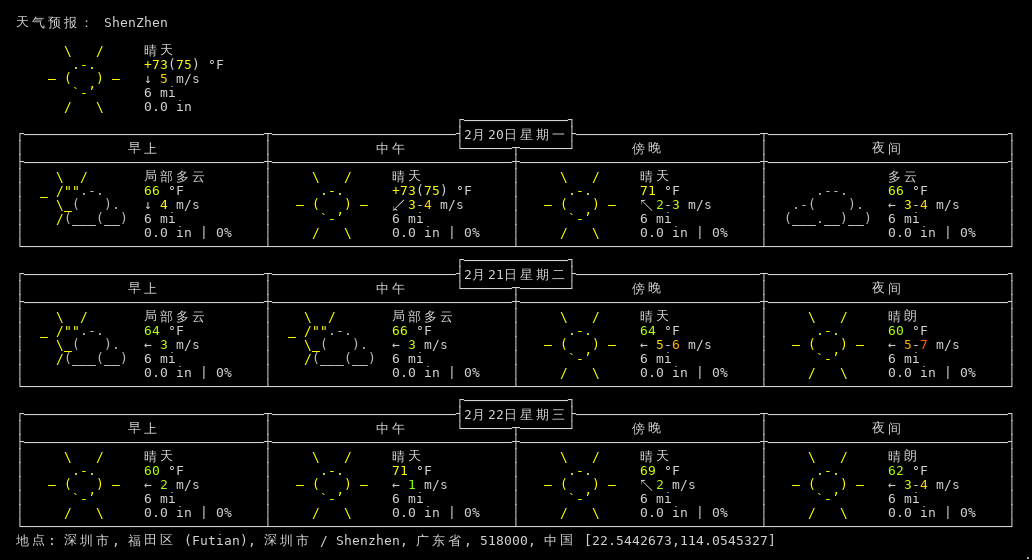 天气预报： ShenZhen
晴天
+73(75) °F
↓ 5 m/s
6 mi
0.0 in
2月20日星期一
早上 中午 傍晚 夜间
局部多云 晴天 晴天 多云
66 °F +73(75) °F 71 °F 66 °F
↓ 4 m/s ↙ 3-4 m/s ↖ 2-3 m/s ← 3-4 m/s
6 mi 6 mi 6 mi 6 mi
0.0 in | 0% 0.0 in | 0% 0.0 in | 0% 0.0 in | 0%
2月21日星期二
早上 中午 傍晚 夜间
局部多云 局部多云 晴天 晴朗
64 °F 66 °F 64 °F 60 °F
← 3 m/s ← 3 m/s ← 5-6 m/s ← 5-7 m/s
6 mi 6 mi 6 mi 6 mi
0.0 in | 0% 0.0 in | 0% 0.0 in | 0% 0.0 in | 0%
2月22日星期三
早上 中午 傍晚 夜间
晴天 晴天 晴天 晴朗
60 °F 71 °F 69 °F 62 °F
← 2 m/s ← 1 m/s ↖ 2 m/s ← 3-4 m/s
6 mi 6 mi 6 mi 6 mi
0.0 in | 0% 0.0 in | 0% 0.0 in | 0% 0.0 in | 0%
地点: 深圳市, 福田区 (Futian), 深圳市 / Shenzhen, 广东省, 518000, 中国 [22.5442673,114.0545327]